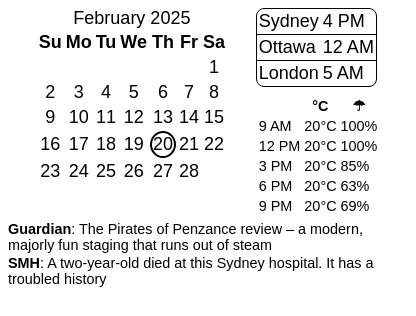 February 2025
Su Mo Tu We Th Fr Sa
1
2 3 4 5 6 7 8
9 10 11 12 13 14 15
16 17 18 19 20 21 22
23 24 25 26 27 28
Sydney 4 PM
Ottawa 12 AM
London 5 AM
°C ☂
9 AM 20°C 100%
12 PM 20°C 100%
3 PM 20°C 85%
6 PM 20°C 63%
9 PM 20°C 69%
Guardian: The Pirates of Penzance review – a modern,
majorly fun staging that runs out of steam
SMH: A two-year-old died at this Sydney hospital. It has a
troubled history